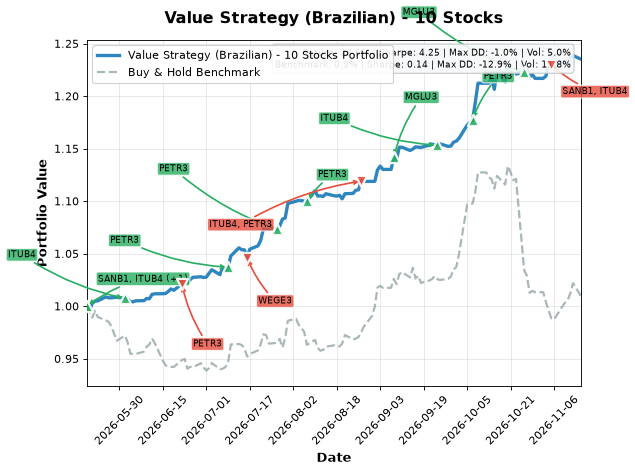 MGLU3
Value Strategy (Brazilian) - 10 Stocks
1.25
1.20
1.15
1.10
1.05
1.00
0.95
Portfolio Value
Value Strategy (Brazilian) - 10 Stocks Portfolio
Buy & Hold Benchmark
4.25 | Max DD: -1.0% | Vol: 5.0%
0.14 | Max DD: -12.9% | Vol:
PETR3
SANB1, ITUB4
MGLU3
ITUB4
PETR3
PETR3
ITUB4, PETR3
PETR3
ITUB4
SANB1, ITUB4
WEGE3
PETR3
2026-05-30
2026-06-15
2026-07-01
2026-07-17
2026-08-02
2026-08-18
2026-09-03
2026-09-19
2026-10-05
2026-10-21
2026-11-06
Date